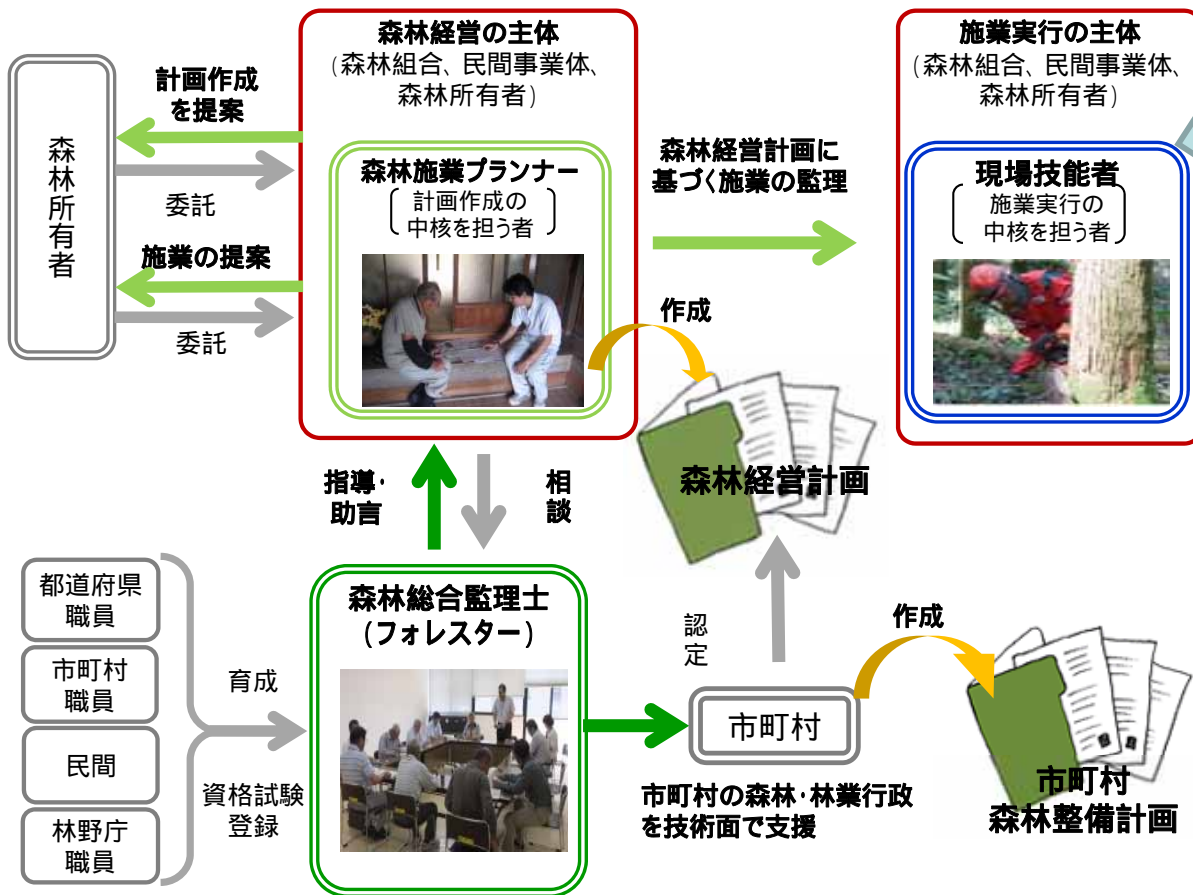 森林経営の主体
(森林組合、民間事業体、
森林所有者)
施業実行の主体
(森林組合、民間事業体、
森林所有者)
森林所有者
計画作成
を提案
委託
施業の提案
委託
森林施業プランナー
計画作成の
中核を担う者
森林経営計画に
基づく施業の監理
現場技能者
施業実行の
中核を担う者
作成
森林経営計画
指導・
助言
相談
都道府県
職員
市町村
職員
民間
林野庁
職員
育成
資格試験
登録
森林総合監理士
(フォレスター)
認定
市町村
作成
市町村の森林・林業行政
を技術面で支援
市町村
森林整備計画